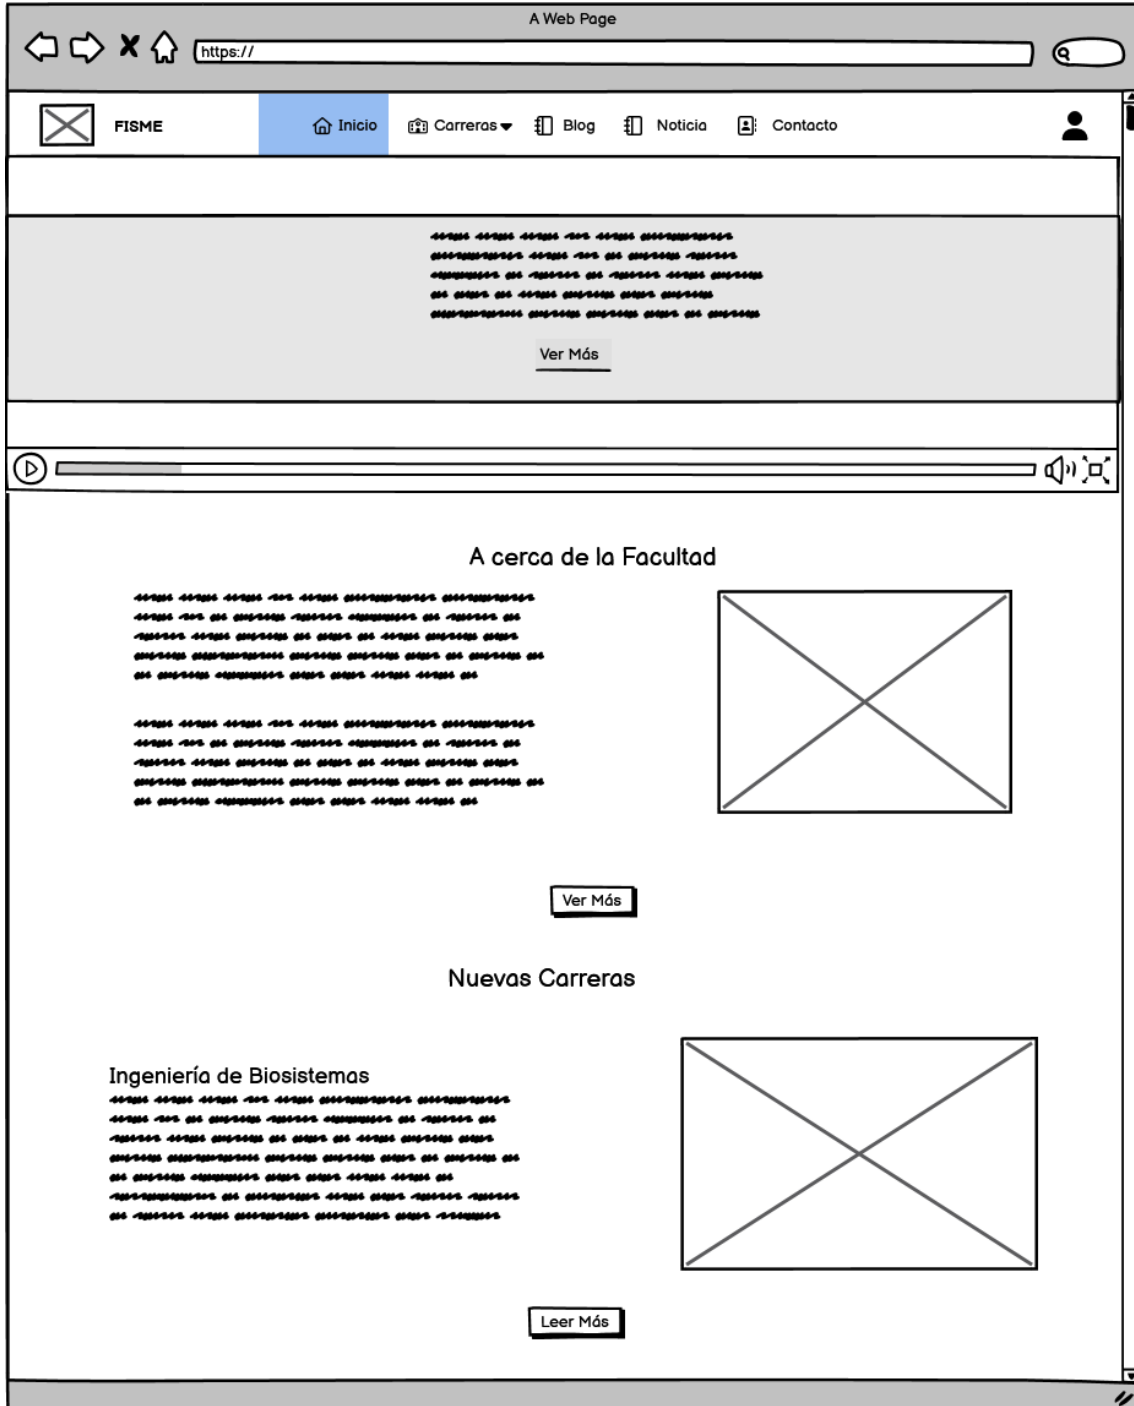 A Web Page
https://
FISME
Inicio
Carreras
Blog
Noticia
Contacto
Ver Más
A cerca de la Facultad
Ver Más
Nuevas Carreras
Ingeniería de Biosistemas
Leer Más